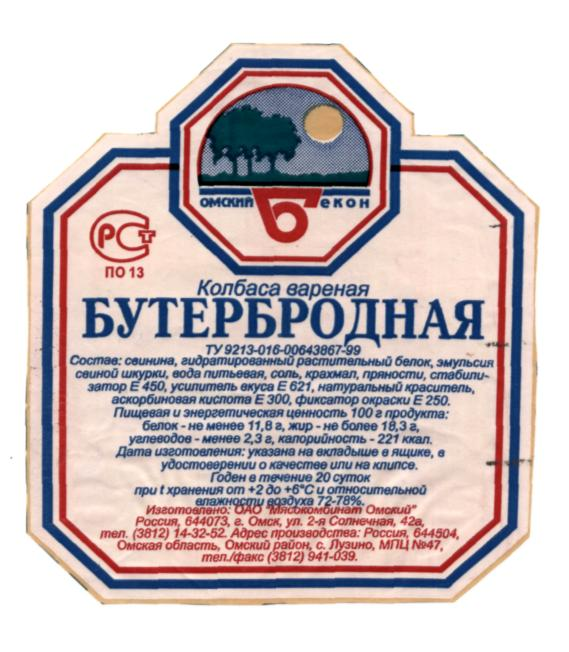 ОМСКИЙ Бекон
РСТ
ПО 13
Колбаса вареная
БУТЕРБРОДНАЯ
ТУ 9213-016-00643867-99
Состав: свинина, гидратированный растительный белок, эмульсия
свиной шкурки, вода питьевая, соль, крахмал, пряности, стабили-
затор Е 450, усилитель вкуса Е 621, натуральный краситель,
аскорбиновая кислота Е 300, фиксатор окраски Е 250.
Пищевая и энергетическая ценность 100 г продукта:
белок - не менее 11,8 г, жир - не более 18,3 г,
углеводов - менее 2,3 г, калорийность - 221 ккал.
Дата изготовления: указана на вкладыше в ящике, в
удостоверении о качестве или на клипсе.
Годен в течение 20 суток
при t хранения от +2 до +6°С и относительной
влажности воздуха 72-78%.
Изготовлено: ОАО "Мясокомбинат Омский"
Россия, 644073, г. Омск, ул. 2-я Солнечная, 42а,
тел. (3812) 14-32-52. Адрес производства: Россия, 644504,
Омская область, Омский район, с. Лузино, МПЦ №47,
тел./факс (3812) 941-039.